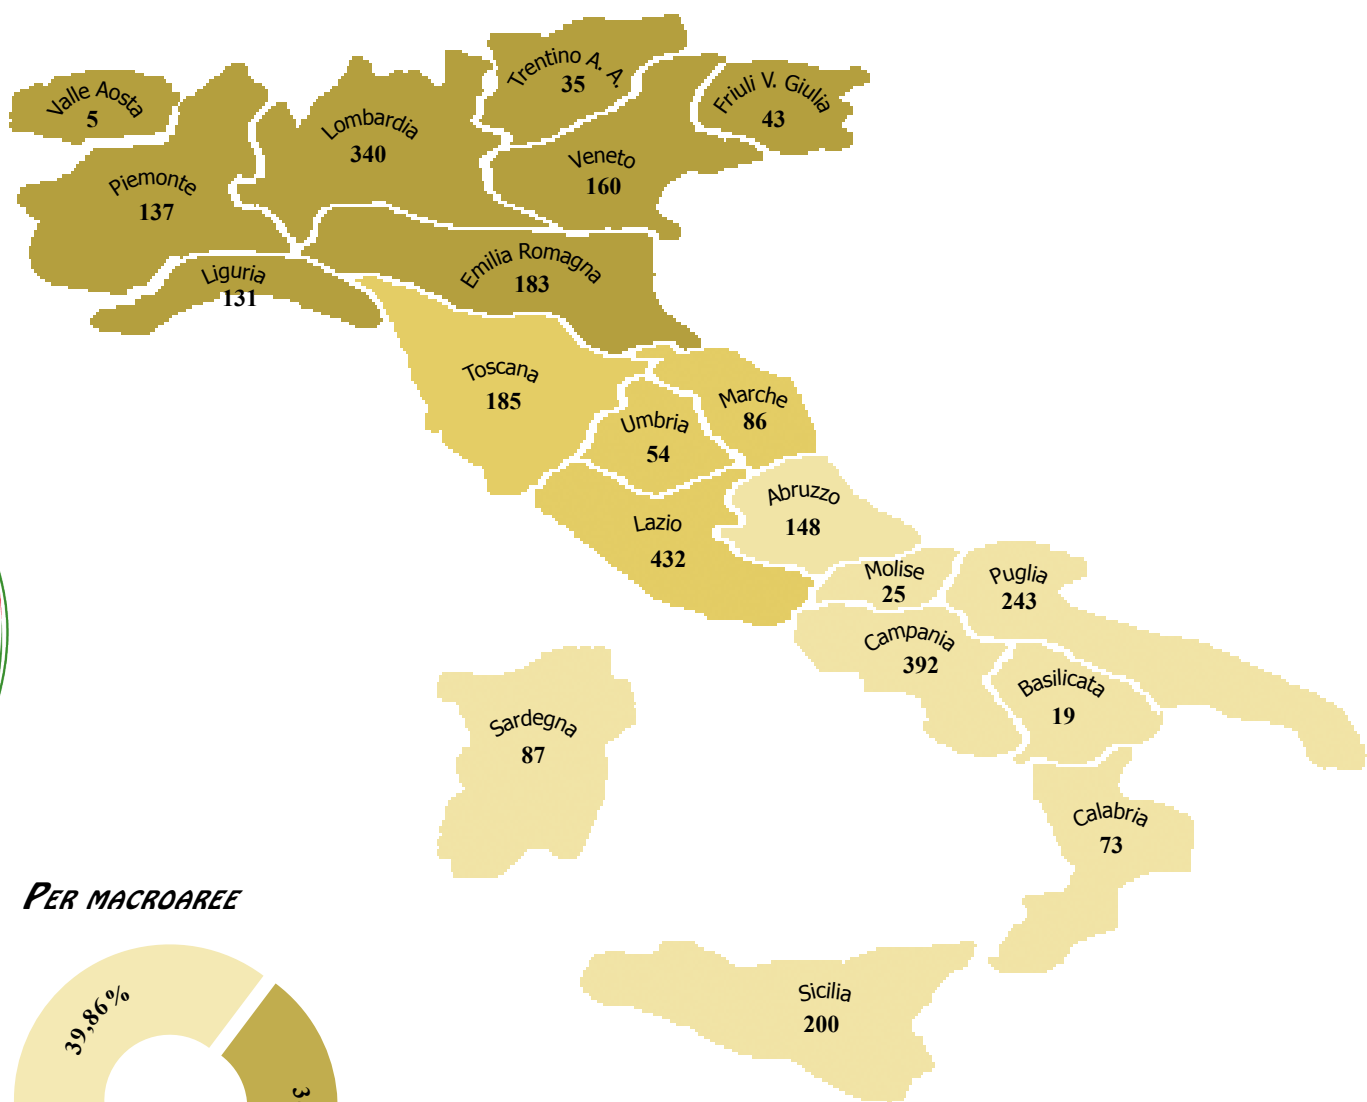 Trentino A. A.
35
Valle Aosta
5
Friuli V. Giulia
43
Lombardia
340
Veneto
160
Piemonte
137
Emilia Romagna
183
Liguria
131
Toscana
185
Marche
86
Umbria
54
Abruzzo
148
Lazio
432
Molise
25
Puglia
243
Campania
392
Basilicata
19
Sardegna
87
Calabria
73
PER MACROAREE
39,86%
Sicilia
200
3